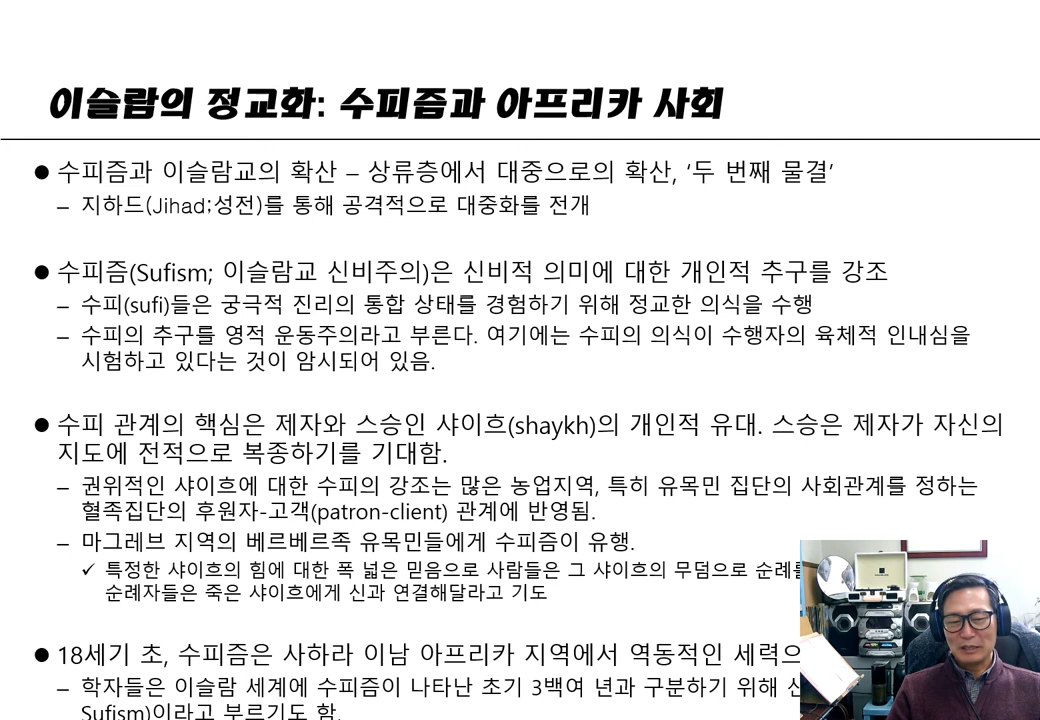 이슬람의 정교화: 수피즘과 아프리카 사회
● 수피즘과 이슬람교의 확산 – 상류층에서 대중으로의 확산, ‘두 번째 물결’
– 지하드(Jihad;성전)를 통해 공격적으로 대중화를 전개
● 수피즘(Sufism; 이슬람교 신비주의)은 신비적 의미에 대한 개인적 추구를 강조
– 수피(sufi)들은 궁극적 진리의 통합 상태를 경험하기 위해 정교한 의식을 수행
– 수피의 추구를 영적 운동주의라고 부른다. 여기에는 수피의 의식이 수행자의 육체적 인내심을
시험하고 있다는 것이 암시되어 있음.
● 수피 관계의 핵심은 제자와 스승인 샤이흐(shaykh)의 개인적 유대. 스승은 제자가 자신의
지도에 전적으로 복종하기를 기대함.
– 권위적인 샤이흐에 대한 수피의 강조는 많은 농업지역, 특히 유목민 집단의 사회관계를 정하는
혈족집단의 후원자-고객(patron-client) 관계에 반영됨.
– 마그레브 지역의 베르베르족 유목민들에게 수피즘이 유행.
✓ 특정한 샤이흐의 힘에 대한 폭 넓은 믿음으로 사람들은 그 샤이흐의 무덤으로
순례자들은 죽은 샤이흐에게 신과 연결해달라고 기도
● 18세기 초, 수피즘은 사하라 이남 아프리카 지역에서 역동적인
– 학자들은 이슬람 세계에 수피즘이 나타난 초기 3백여 년과 구분하기 위해
Sufism)이라고 부르기도 함.